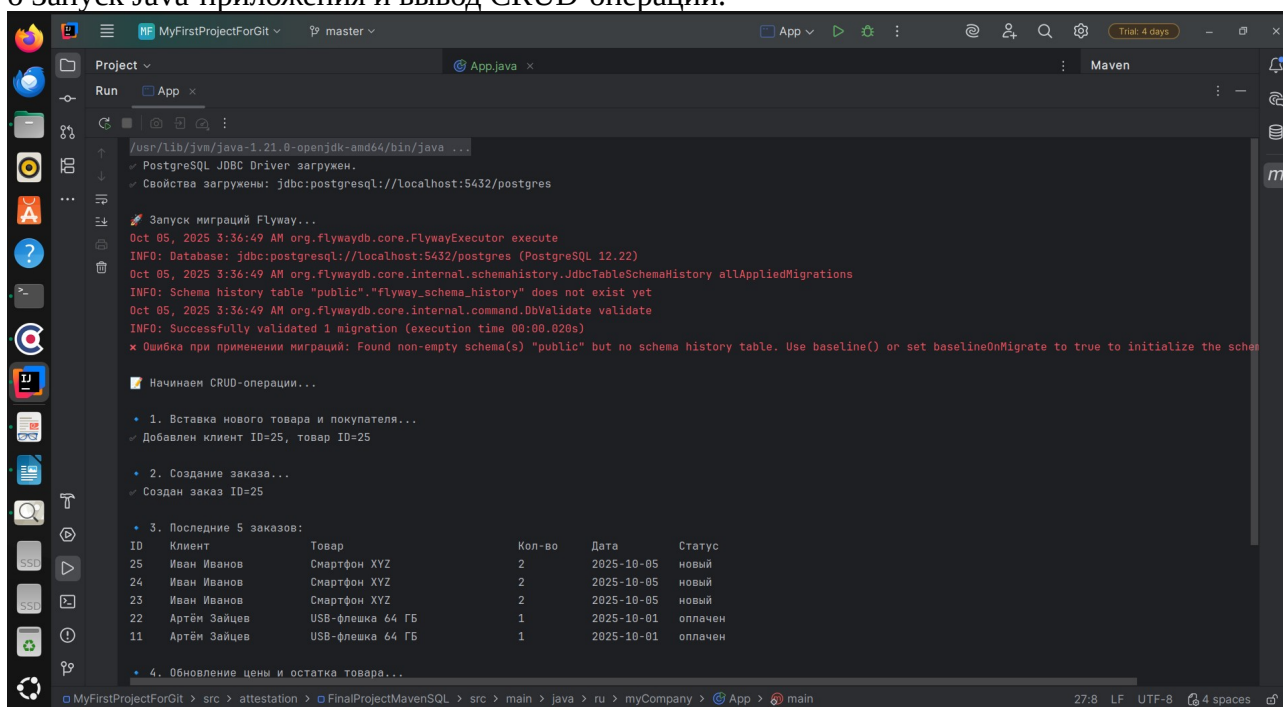 6 Запуск Java-приложения и вывод CRUD-операций:
MF MyFirstProjectForGit master App Trial: 4 days
Project App.java Maven
Run App
/usr/lib/jvm/java-1.21.0-openjdk-amd64/bin/java ...
✓ PostgreSQL JDBC Driver загружен.
✓ Свойства загружены: jdbc:postgresql://localhost:5432/postgres
🚀 Запуск миграций Flyway...
Oct 05, 2025 3:36:49 AM org.flywaydb.core.FlywayExecutor execute
INFO: Database: jdbc:postgresql://localhost:5432/postgres (PostgreSQL 12.22)
Oct 05, 2025 3:36:49 AM org.flywaydb.core.internal.schemahistory.JdbcTableSchemaHistory allAppliedMigrations
INFO: Schema history table "public"."flyway_schema_history" does not exist yet
Oct 05, 2025 3:36:49 AM org.flywaydb.core.internal.command.DbValidate validate
INFO: Successfully validated 1 migration (execution time 00:00.020s)
× Ошибка при применении миграций: Found non-empty schema(s) "public" but no schema history table. Use baseline() or set baselineOnMigrate to true to initialize the schem
📝 Начинаем CRUD-операции...
🔹 1. Вставка нового товара и покупателя...
✓ Добавлен клиент ID=25, товар ID=25
🔹 2. Создание заказа...
✓ Создан заказ ID=25
🔹 3. Последние 5 заказов:
ID Клиент Товар Кол-во Дата Статус
25 Иван Иванов Смартфон XYZ 2 2025-10-05 новый
24 Иван Иванов Смартфон XYZ 2 2025-10-05 новый
23 Иван Иванов Смартфон XYZ 2 2025-10-05 новый
22 Артём Зайцев USB-флешка 64 ГБ 1 2025-10-01 оплачен
11 Артём Зайцев USB-флешка 64 ГБ 1 2025-10-01 оплачен
🔹 4. Обновление цены и остатка товара...
MyFirstProjectForGit > src > attestation > FinalProjectMavenSQL > src > main > java > ru > myCompany > App > main 27:8 LF UTF-8 4 spaces